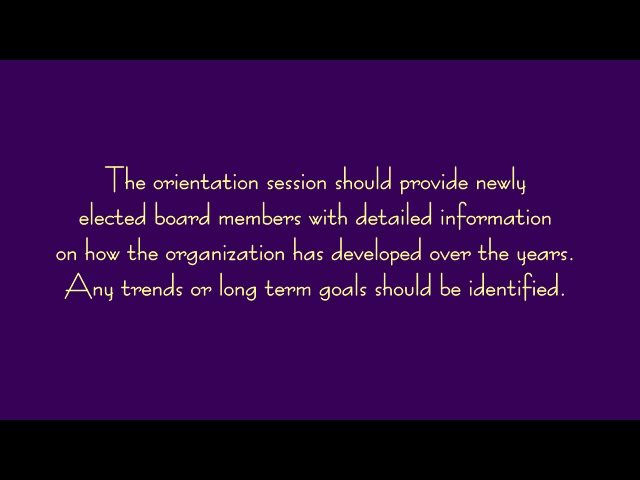 The orientation session should provide newly
elected board members with detailed information
on how the organization has developed over the years.
Any trends or long term goals should be identified.